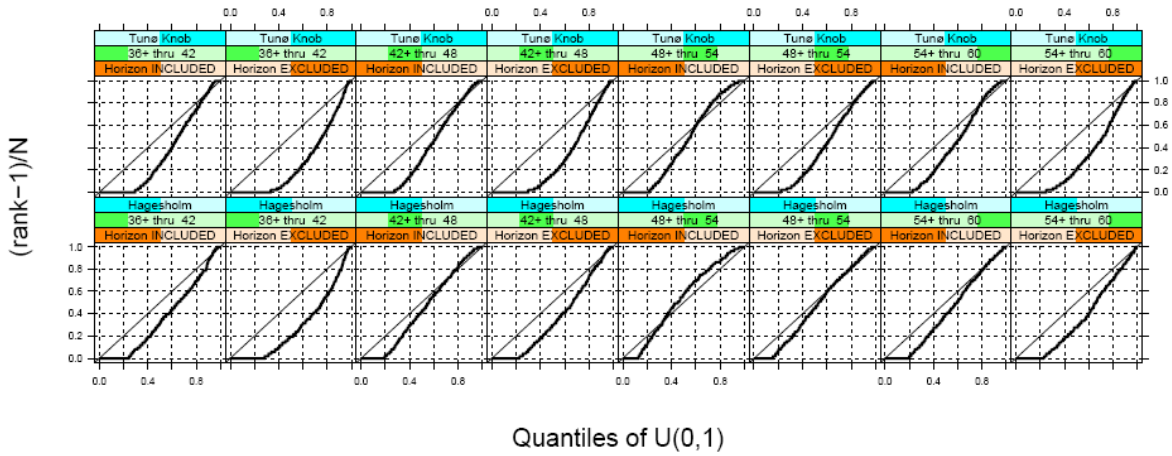 0.0 0.4 0.8 0.0 0.4 0.8 0.0 0.4 0.8 0.0 0.4 0.8
Tunø Knob Tunø Knob Tunø Knob Tunø Knob Tunø Knob Tunø Knob Tunø Knob Tunø Knob
36+ thru 42 36+ thru 42 42+ thru 48 42+ thru 48 48+ thru 54 48+ thru 54 54+ thru 60 54+ thru 60
Horizon INCLUDED Horizon EXCLUDED Horizon INCLUDED Horizon EXCLUDED Horizon INCLUDED Horizon EXCLUDED Horizon INCLUDED Horizon EXCLUDED
1.0
0.8
0.6
0.4
0.2
0.0
Hagesholm Hagesholm Hagesholm Hagesholm Hagesholm Hagesholm Hagesholm Hagesholm
36+ thru 42 36+ thru 42 42+ thru 48 42+ thru 48 48+ thru 54 48+ thru 54 54+ thru 60 54+ thru 60
Horizon INCLUDED Horizon EXCLUDED Horizon INCLUDED Horizon EXCLUDED Horizon INCLUDED Horizon EXCLUDED Horizon INCLUDED Horizon EXCLUDED
1.0
0.8
0.6
0.4
0.2
0.0
0.0 0.4 0.8 0.0 0.4 0.8 0.0 0.4 0.8 0.0 0.4 0.8
(rank−1)/N
Quantiles of U(0,1)